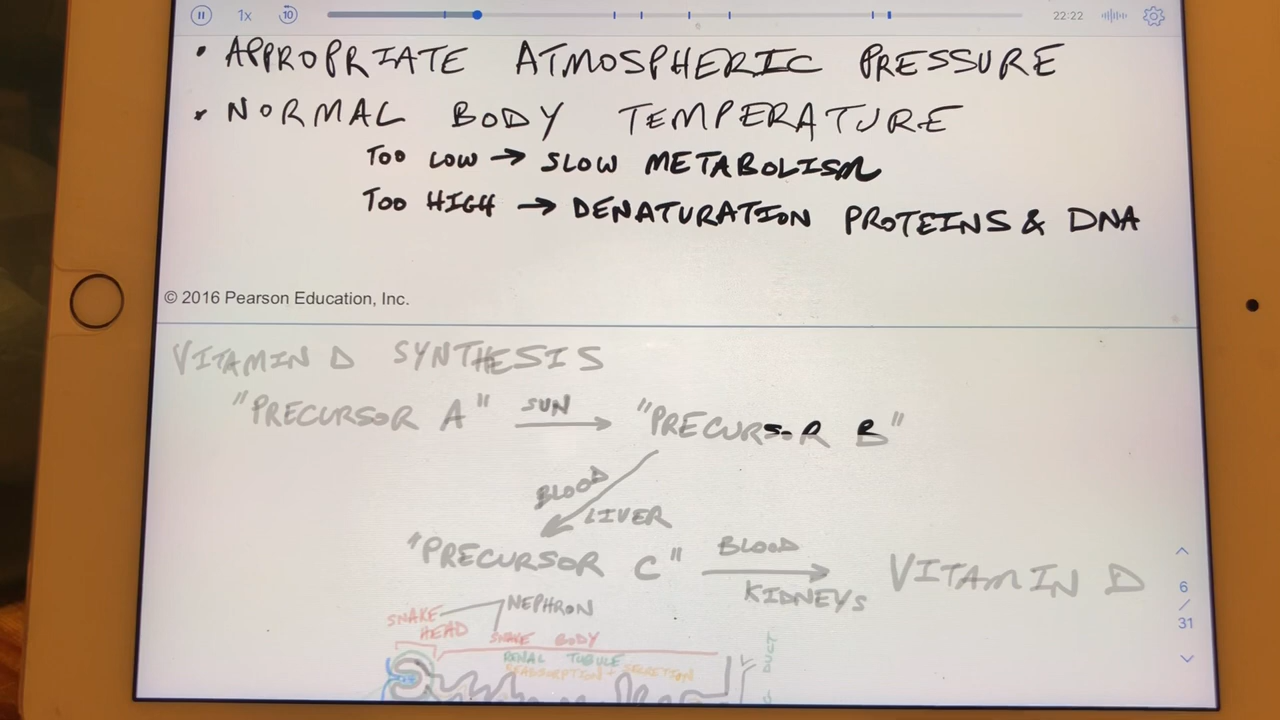 1x 10 22:22
• APPROPRIATE ATMOSPHERIC PRESSURE
• NORMAL BODY TEMPERATURE
TOO LOW → SLOW METABOLISM
TOO HIGH → DENATURATION PROTEINS & DNA
© 2016 Pearson Education, Inc.
VITAMIN D SYNTHESIS
"PRECURSOR A" SUN → "PRECURSOR B"
BLOOD
LIVER
"PRECURSOR C" BLOOD → VITAMIN D
KIDNEYS
6
/
31
NEPHRON
SNAKE
HEAD SNAKE BODY
RENAL TUBULE
REABSORPTION + SECRETION
DUCT